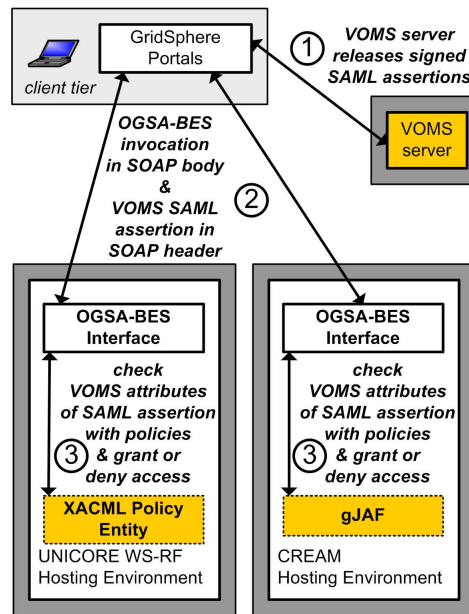 GridSphere
Portals
client tier
1
VOMS server
releases signed
SAML assertions
VOMS
server
OGSA-BES
invocation
in SOAP body
&
VOMS SAML
assertion in
SOAP header
2
OGSA-BES
Interface
check
VOMS attributes
of SAML assertion
with policies
& grant or
deny access
3
XACML Policy
Entity
UNICORE WS-RF
Hosting Environment
OGSA-BES
Interface
check
VOMS attributes
of SAML assertion
with policies
& grant or
deny access
3
gJAF
CREAM
Hosting Environment